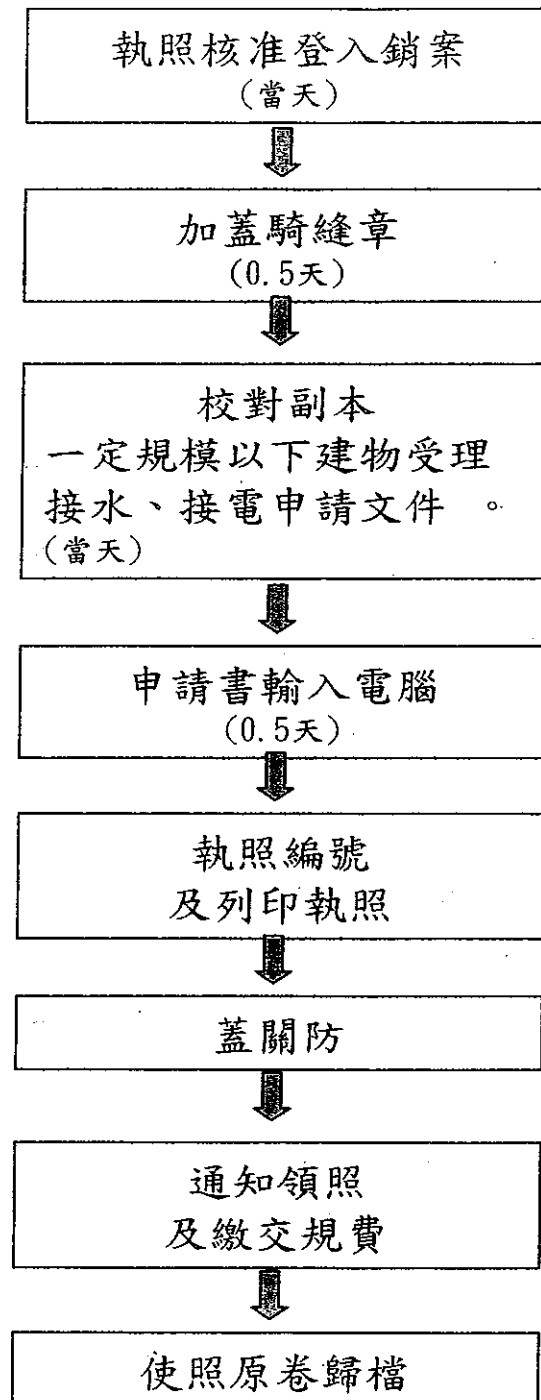 執照核准登入銷案
(當天)
加蓋騎縫章
(0.5天)
校對副本
一定規模以下建物受理
接水、接電申請文件 。
(當天)
申請書輸入電腦
(0.5天)
執照編號
及列印執照
蓋關防
通知領照
及繳交規費
使照原卷歸檔